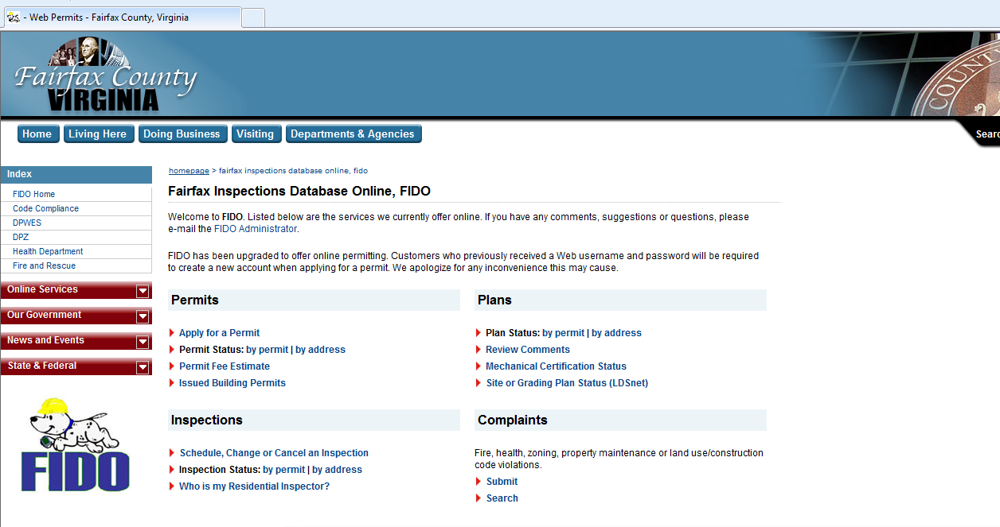 - Web Permits - Fairfax County, Virginia
Fairfax County
VIRGINIA
COUNTY
Home
Living Here
Doing Business
Visiting
Departments & Agencies
Searc
Index
FIDO Home
Code Compliance
DPWES
DPZ
Health Department
Fire and Rescue
Online Services
Our Government
News and Events
State & Federal
FIDO
homepage > fairfax inspections database online, fido
Fairfax Inspections Database Online, FIDO
Welcome to FIDO. Listed below are the services we currently offer online. If you have any comments, suggestions or questions, please
e-mail the FIDO Administrator.
FIDO has been upgraded to offer online permitting. Customers who previously received a Web username and password will be required
to create a new account when applying for a permit. We apologize for any inconvenience this may cause.
Permits
Apply for a Permit
Permit Status: by permit | by address
Permit Fee Estimate
Issued Building Permits
Plans
Plan Status: by permit | by address
Review Comments
Mechanical Certification Status
Site or Grading Plan Status (LDSnet)
Inspections
Schedule, Change or Cancel an Inspection
Inspection Status: by permit | by address
Who is my Residential Inspector?
Complaints
Fire, health, zoning, property maintenance or land use/construction
code violations.
Submit
Search